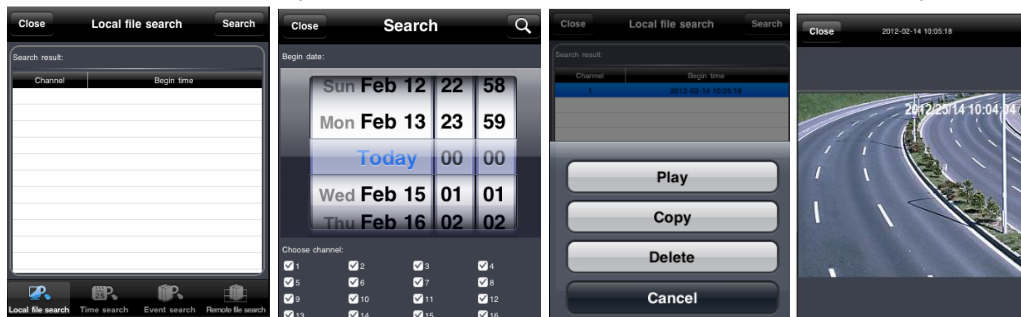 Close Local file search Search
Search result:
Channel Begin time
Local file search Time search Event search Remote file search
Close Search
Begin date:
Sun Feb 12 22 58
Mon Feb 13 23 59
Today 00 00
Wed Feb 15 01 01
Thu Feb 16 02 02
Choose channel:
1 2 3 4
5 6 7 8
9 10 11 12
13 14 15 16
Close Local file search Search
Search result:
Channel Begin time
1 2012-02-14 10:05:18
Play
Copy
Delete
Cancel
Close 2012-02-14 10:05:18